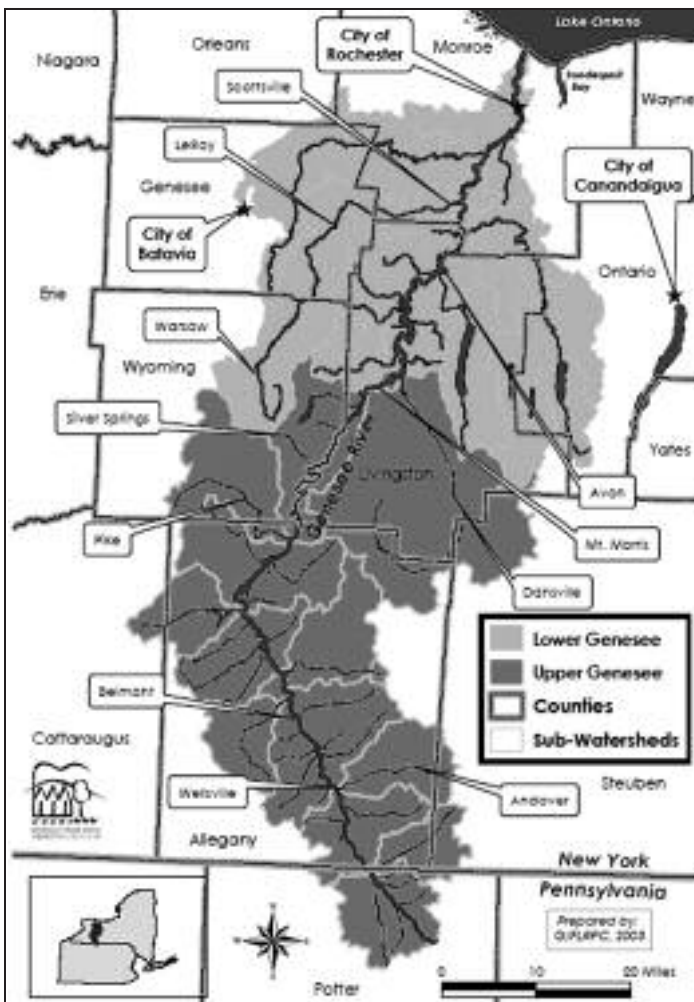 Lake Ontario
Orleans
City of
Rochester
Monroe
Niagara
Scottsville
Irondequoit
Bay
Wayne
LeRoy
City of
Canandaigua
Genesee
City of
Batavia
Ontario
Erie
Warsaw
Wyoming
Silver Springs
Yates
Genesee River
Livingston
Avon
Pike
Mt. Morris
Dansville
Lower Genesee
Upper Genesee
Counties
Sub-Watersheds
Belmont
Cattaraugus
Wellsville
Andover
Steuben
Allegany
New York
Pennsylvania
Prepared by:
G/FLRPC, 2003
Potter
0 10 20 Miles